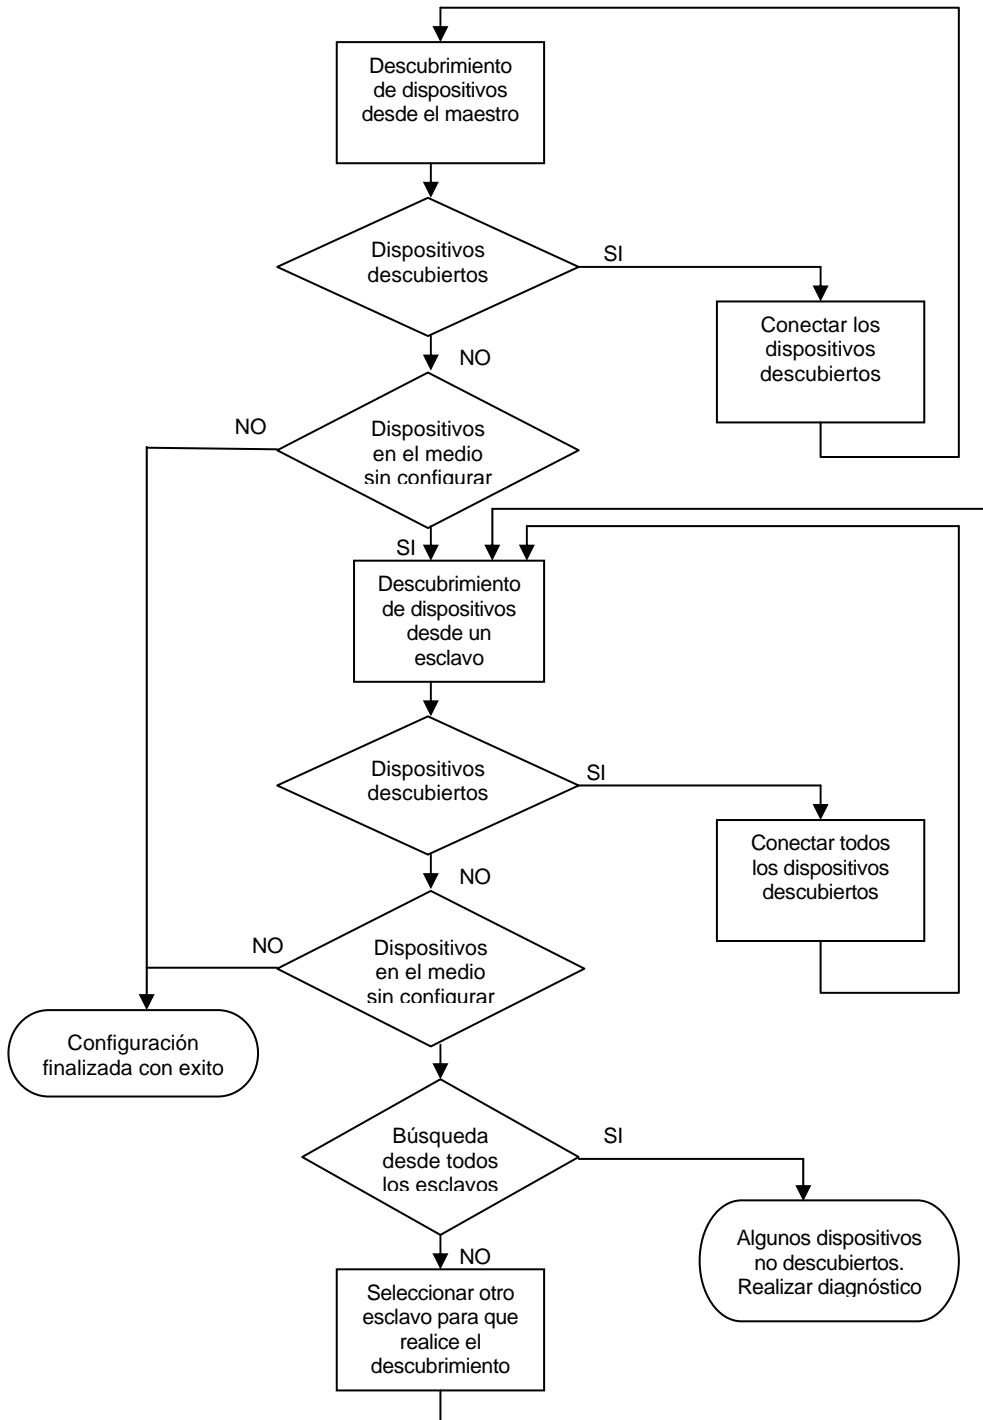 Descubrimiento
de dispositivos
desde el maestro
Dispositivos
descubiertos
SI
Conectar los
dispositivos
descubiertos
NO
Dispositivos
en el medio
sin configurar
NO
SI
Descubrimiento
de dispositivos
desde un
esclavo
Dispositivos
descubiertos
SI
Conectar todos
los dispositivos
descubiertos
NO
Dispositivos
en el medio
sin configurar
NO
Configuración
finalizada con exito
Búsqueda
desde todos
los esclavos
SI
Algunos dispositivos
no descubiertos.
Realizar diagnóstico
NO
Seleccionar otro
esclavo para que
realice el
descubrimiento